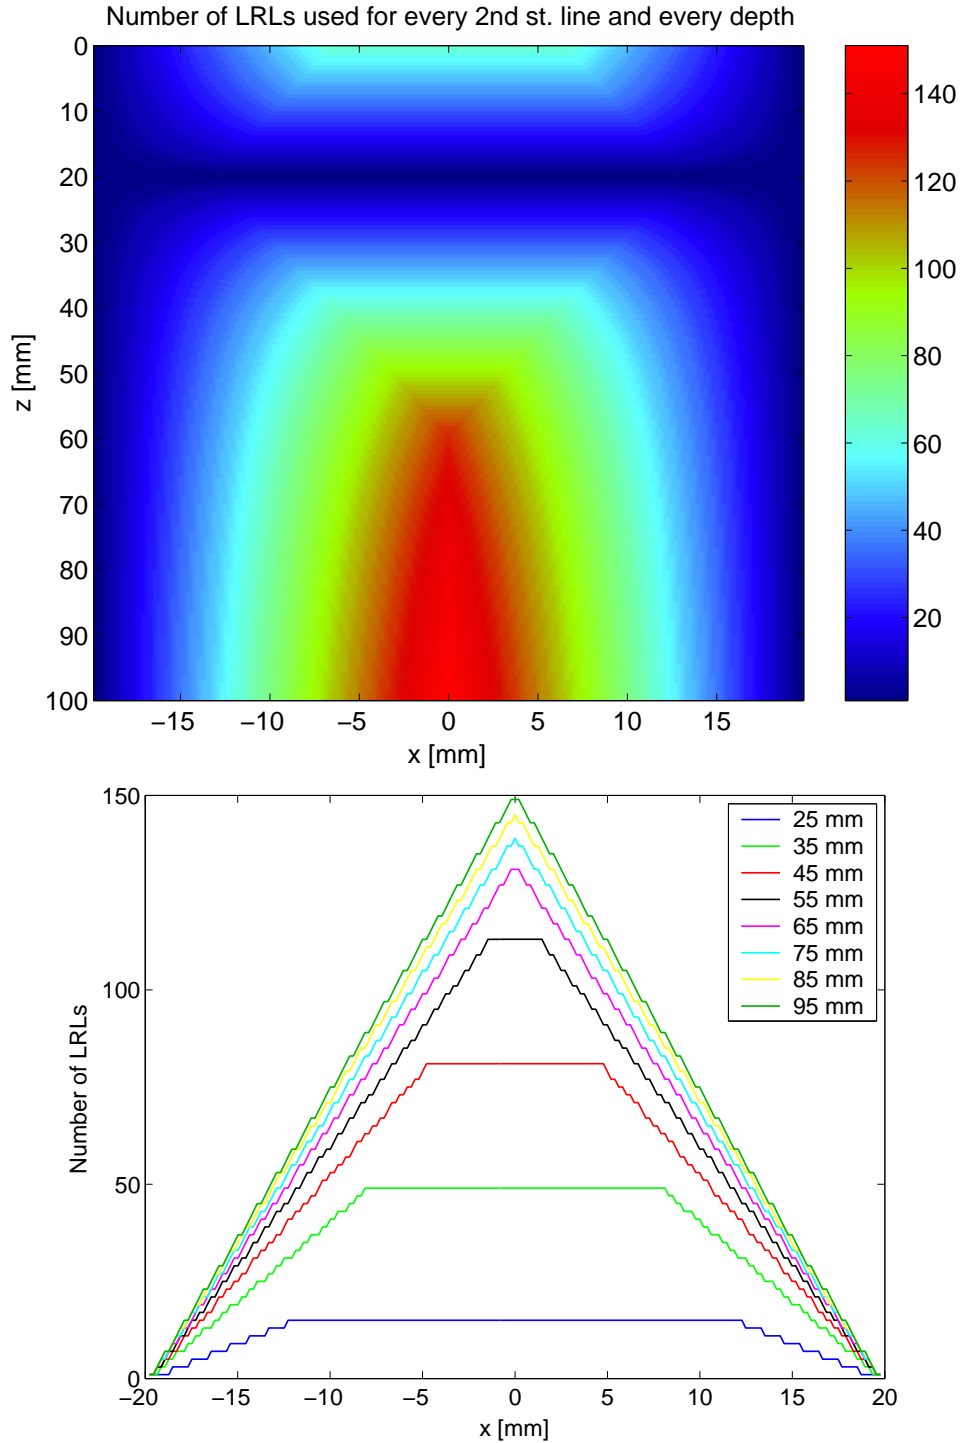 Number of LRLs used for every 2nd st. line and every depth
0
10
20
30
40
50
60
70
80
90
100
z [mm]
−15
−10
−5
0
5
10
15
x [mm]
140
120
100
80
60
40
20
150
100
50
0
Number of LRLs
−20
−15
−10
−5
0
5
10
15
20
x [mm]
25 mm
35 mm
45 mm
55 mm
65 mm
75 mm
85 mm
95 mm